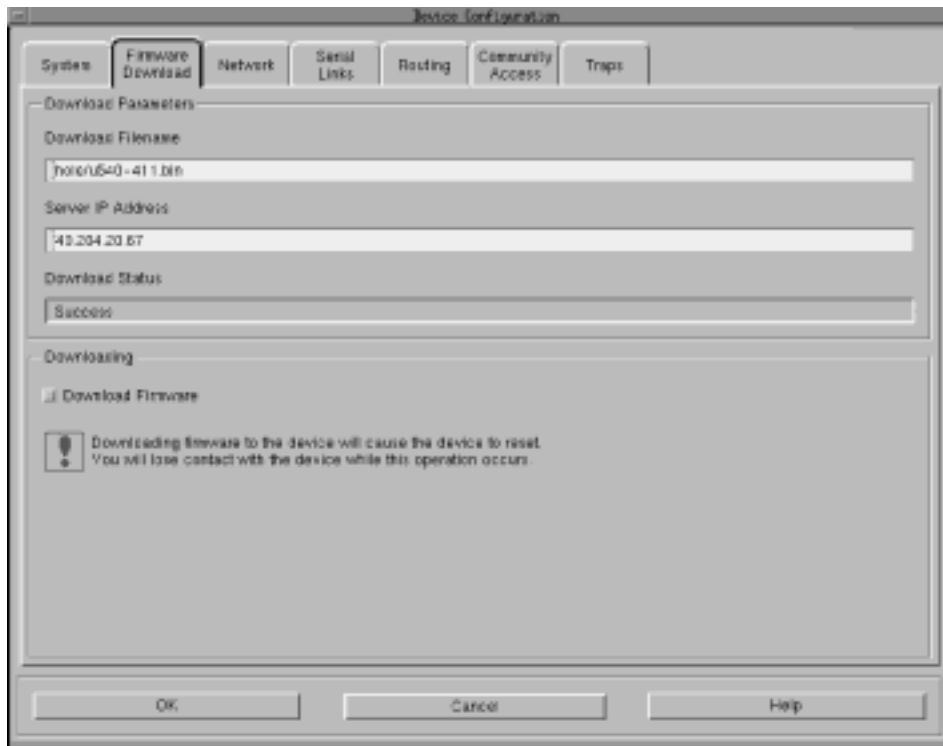 Device Configuration
System
Firmware Download
Network
Serial Links
Routing
Community Access
Traps
Download Parameters
Download Filename
Server IP Address
Download Status
Success
Downloading
Download Firmware
Downloading firmware to the device will cause the device to reset.
You will lose contact with the device while this operation occurs.
OK
Cancel
Help